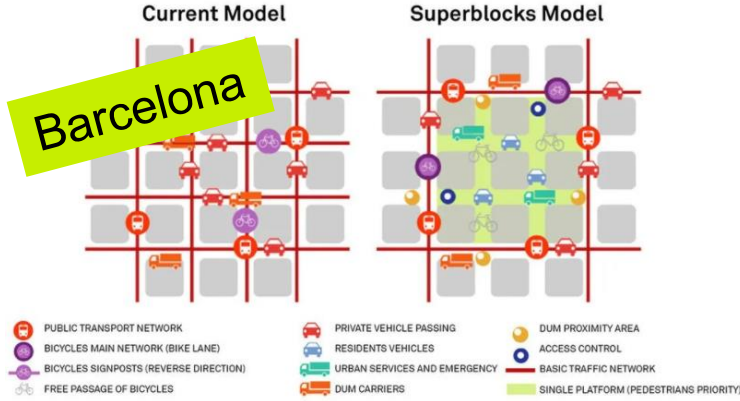 Current Model
Superblocks Model
Barcelona
PUBLIC TRANSPORT NETWORK
BICYCLES MAIN NETWORK (BIKE LANE)
BICYCLES SIGNPOSTS (REVERSE DIRECTION)
FREE PASSAGE OF BICYCLES
PRIVATE VEHICLE PASSING
RESIDENTS VEHICLES
URBAN SERVICES AND EMERGENCY
DUM CARRIERS
DUM PROXIMITY AREA
ACCESS CONTROL
BASIC TRAFFIC NETWORK
SINGLE PLATFORM (PEDESTRIANS PRIORITY)